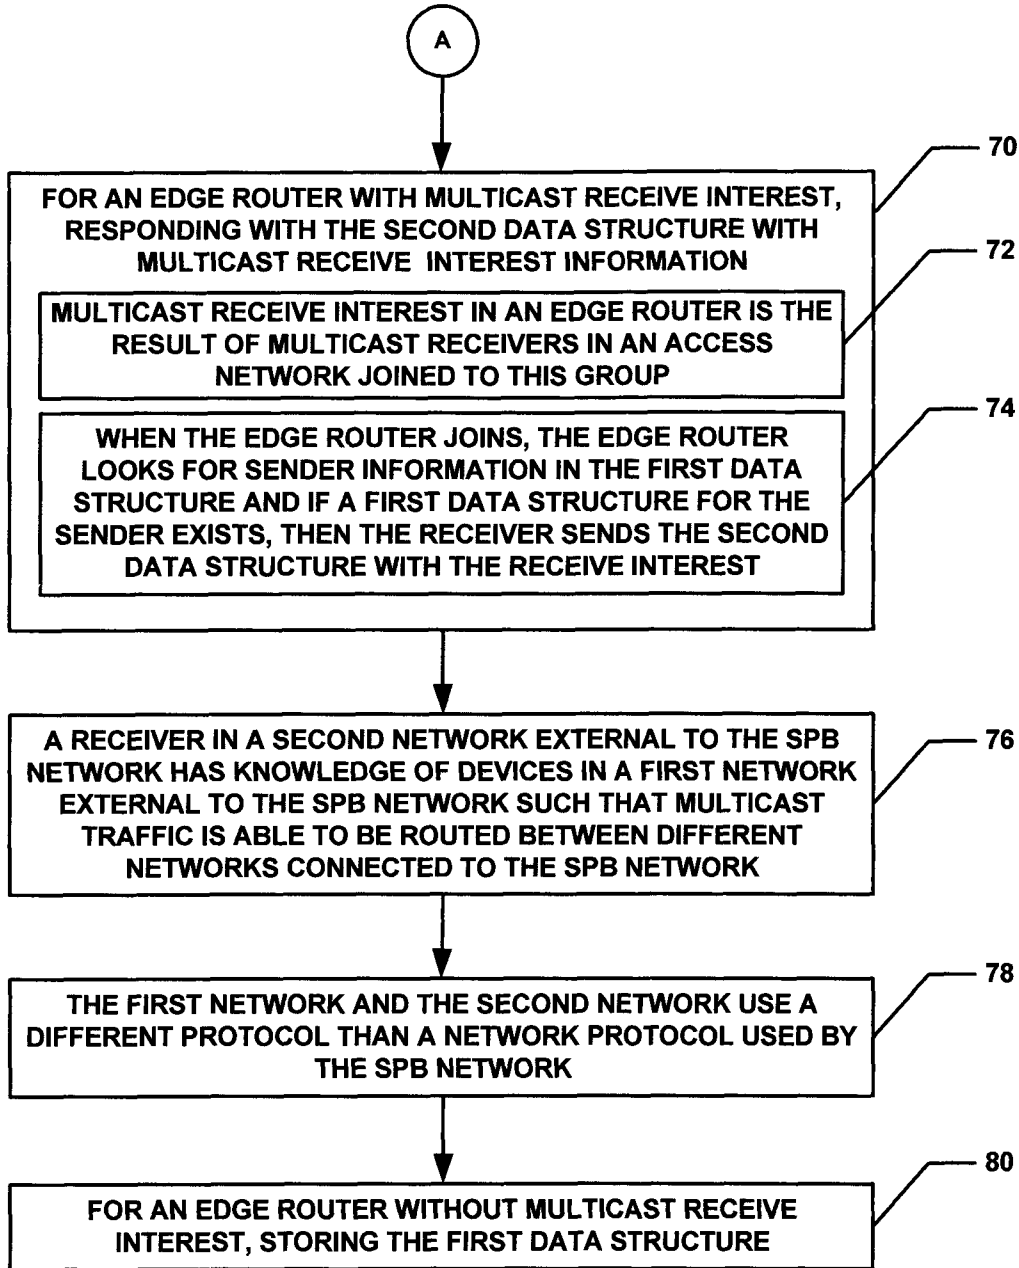 A
70
FOR AN EDGE ROUTER WITH MULTICAST RECEIVE INTEREST,
RESPONDING WITH THE SECOND DATA STRUCTURE WITH
MULTICAST RECEIVE INTEREST INFORMATION
72
MULTICAST RECEIVE INTEREST IN AN EDGE ROUTER IS THE
RESULT OF MULTICAST RECEIVERS IN AN ACCESS
NETWORK JOINED TO THIS GROUP
74
WHEN THE EDGE ROUTER JOINS, THE EDGE ROUTER
LOOKS FOR SENDER INFORMATION IN THE FIRST DATA
STRUCTURE AND IF A FIRST DATA STRUCTURE FOR THE
SENDER EXISTS, THEN THE RECEIVER SENDS THE SECOND
DATA STRUCTURE WITH THE RECEIVE INTEREST
76
A RECEIVER IN A SECOND NETWORK EXTERNAL TO THE SPB
NETWORK HAS KNOWLEDGE OF DEVICES IN A FIRST NETWORK
EXTERNAL TO THE SPB NETWORK SUCH THAT MULTICAST
TRAFFIC IS ABLE TO BE ROUTED BETWEEN DIFFERENT
NETWORKS CONNECTED TO THE SPB NETWORK
78
THE FIRST NETWORK AND THE SECOND NETWORK USE A
DIFFERENT PROTOCOL THAN A NETWORK PROTOCOL USED BY
THE SPB NETWORK
80
FOR AN EDGE ROUTER WITHOUT MULTICAST RECEIVE
INTEREST, STORING THE FIRST DATA STRUCTURE